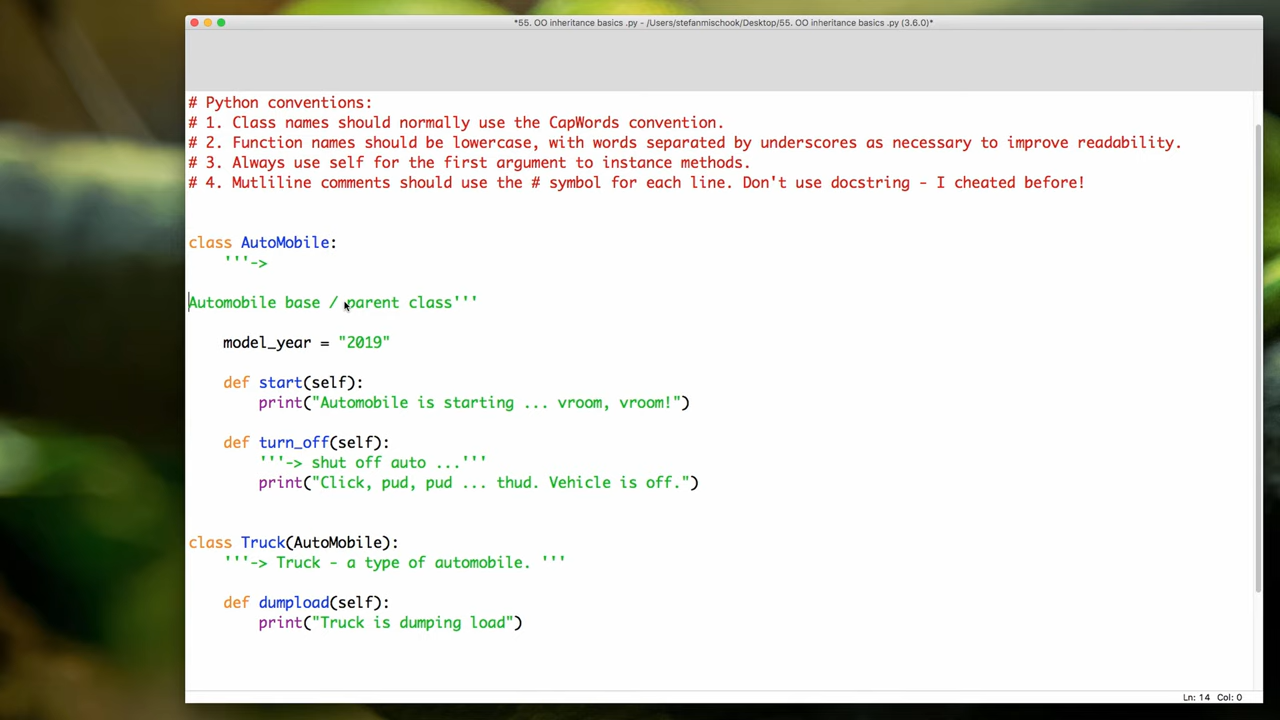 *55. OO inheritance basics .py - /Users/stefanmischook/Desktop/55. OO inheritance basics .py (3.6.0)*
# Python conventions:
# 1. Class names should normally use the CapWords convention.
# 2. Function names should be lowercase, with words separated by underscores as necessary to improve readability.
# 3. Always use self for the first argument to instance methods.
# 4. Mutliline comments should use the # symbol for each line. Don't use docstring - I cheated before!
class AutoMobile:
'''->
Automobile base / parent class'''
model_year = "2019"
def start(self):
print("Automobile is starting ... vroom, vroom!")
def turn_off(self):
'''-> shut off auto ...'''
print("Click, pud, pud ... thud. Vehicle is off.")
class Truck(AutoMobile):
'''-> Truck - a type of automobile. '''
def dumpload(self):
print("Truck is dumping load")
Ln: 14 Col: 0